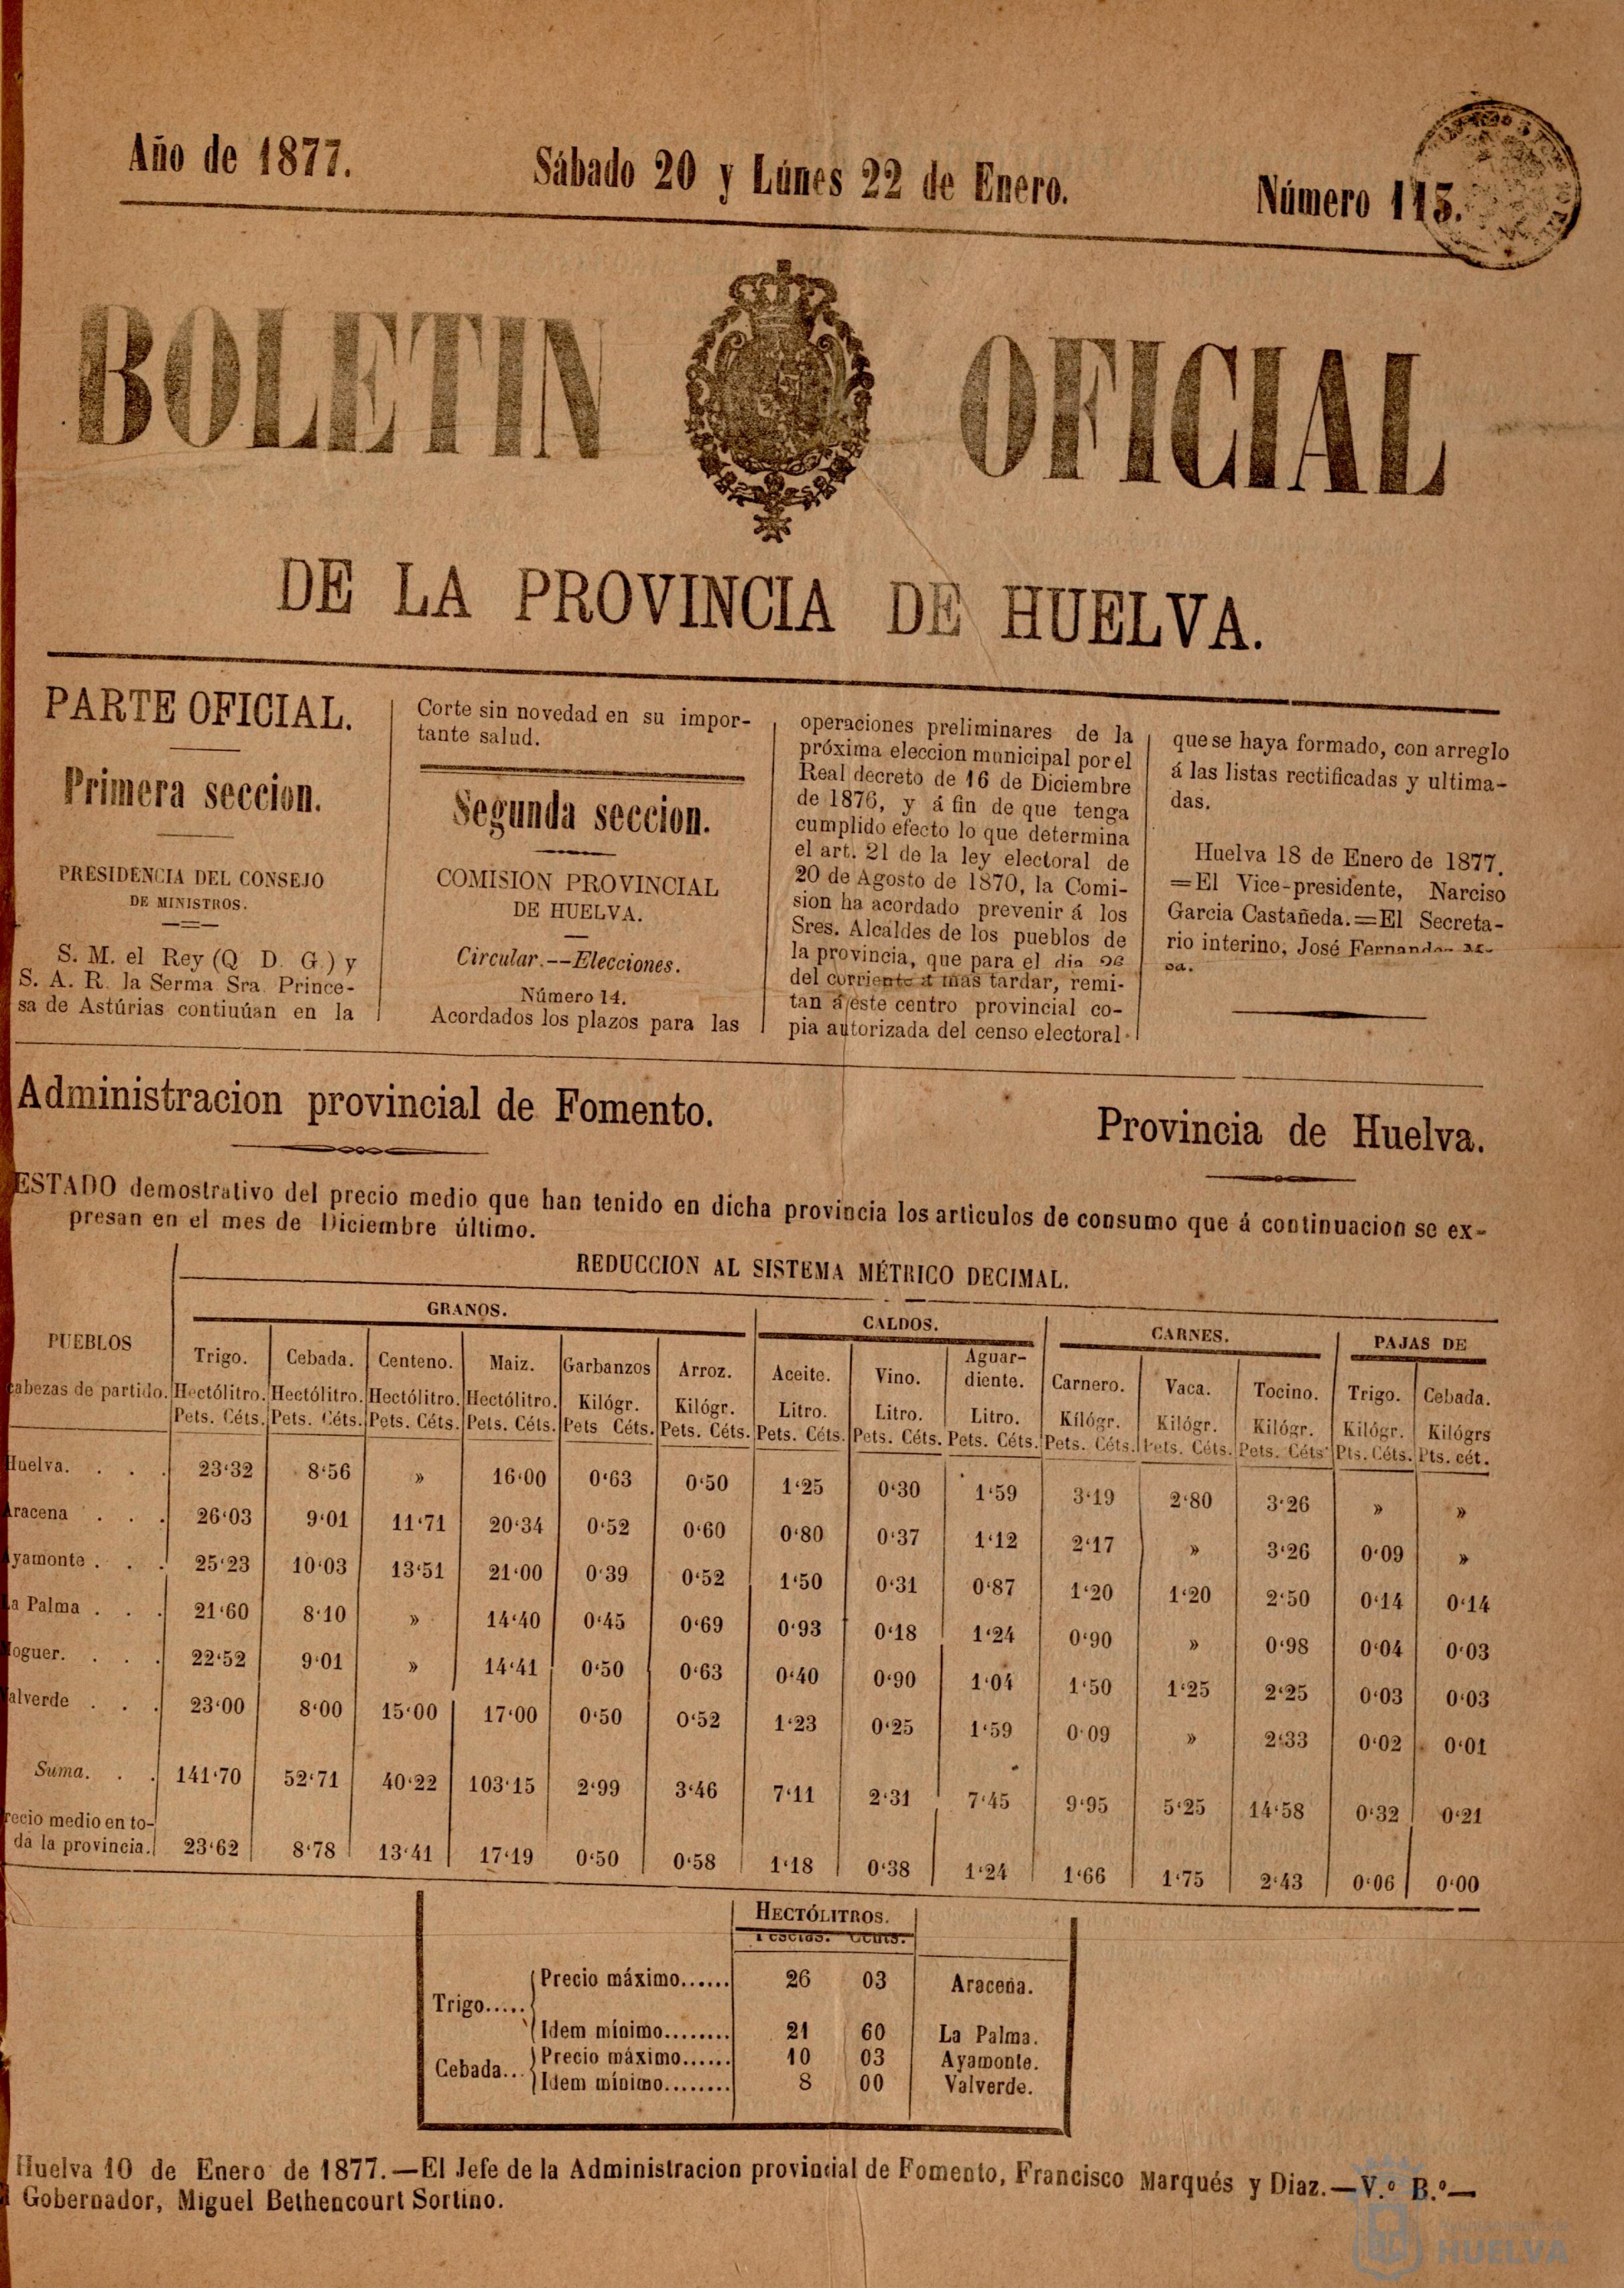 Año de 1877.
Sábado 20 y Lúnes 22 de Enero.
Número 115.
BOLETIN OFICIAL
DE LA PROVINCIA DE HUELVA.
PARTE OFICIAL.
Primera seccion.
PRESIDENCIA DEL CONSEJO
DE MINISTROS.
S. M. el Rey (Q D. G.) y
S. A. R. la Serma Sra. Prince-
sa de Astúrias contiuúan en la
Corte sin novedad en su impor-
tante salud.
Segunda seccion.
COMISION PROVINCIAL
DE HUELVA.
Circular.--Elecciones.
Número 14.
Acordados los plazos para las
operaciones preliminares de la
próxima eleccion municipal por el
Real decreto de 16 de Diciembre
de 1876, y á fin de que tenga
cumplido efecto lo que determina
el art. 21 de la ley electoral de
20 de Agosto de 1870, la Comi-
sion ha acordado prevenir á los
Sres. Alcaldes de los pueblos de
la provincia, que para el dia
del corriente á mas tardar, remi-
tan á este centro provincial co-
pia autorizada del censo electoral
que se haya formado, con arreglo
á las listas rectificadas y ultima-
das.
Huelva 18 de Enero de 1877.
=El Vice-presidente, Narciso
Garcia Castañeda.=El Secreta-
rio interino, José
Administracion provincial de Fomento.
Provincia de Huelva.
ESTADO demostrativo del precio medio que han tenido en dicha provincia los articulos de consumo que á continuacion se ex-
presan en el mes de Diciembre último.
REDUCCION AL SISTEMA MÉTRICO DECIMAL.
PUEBLOS GRANOS. CALDOS. CARNES. PAJAS DE
cabezas de partido. Trigo. Cebada. Centeno. Maiz. Garbanzos Arroz. Aceite. Vino. Aguar-diente. Carnero. Vaca. Tocino. Trigo. Cebada.
Hectólitro. Hectólitro. Hectólitro. Hectólitro. Kilógr. Kilógr. Litro. Litro. Litro. Kilógr. Kilógr. Kilógr. Kilógr. Kilógrs
Pets. Céts. Pets. Céts. Pets. Céts. Pets. Céts. Pets Céts. Pets. Céts. Pets. Céts. Pets. Céts. Pets. Céts. Pets. Céts. Pets. Céts. Pets. Céts Pts. Céts. Pts. cét.
Huelva. . . . 23'32 8'56 » 16'00 0'63 0'50 1'25 0'30 1'59 3'19 2'80 3'26 » »
Aracena . . . 26'03 9'01 11'71 20'34 0'52 0'60 0'80 0'37 1'12 2'17 » 3'26 0'09 »
Ayamonte . . . 25'23 10'03 13'51 21'00 0'39 0'52 1'50 0'31 0'87 1'20 1'20 2'50 0'14 0'14
La Palma . . . 21'60 8'10 » 14'40 0'45 0'69 0'93 0'18 1'24 0'90 » 0'98 0'04 0'03
Moguer. . . . 22'52 9'01 » 14'41 0'50 0'63 0'40 0'90 1'04 1'50 1'25 2'25 0'03 0'03
Valverde . . . 23'00 8'00 15'00 17'00 0'50 0'52 1'23 0'25 1'59 0'09 » 2'33 0'02 0'01
Suma. . . 141'70 52'71 40'22 103'15 2'99 3'46 7'11 2'31 7'45 9'95 5'25 14'58 0'32 0'21
recio medio en to-
da la provincia. 23'62 8'78 13'41 17'19 0'50 0'58 1'18 0'38 1'24 1'66 1'75 2'43 0'06 0'00
HECTÓLITROS.
Pesetas. Cents.
Trigo..... Precio máximo...... 26 03 Aracena.
Idem mínimo........ 21 60 La Palma.
Cebada... Precio máximo...... 10 03 Ayamonte.
Idem mínimo........ 8 00 Valverde.
Huelva 10 de Enero de 1877.—El Jefe de la Administracion provincial de Fomento, Francisco Marqués y Diaz.—V.º B.º—
Gobernador, Miguel Bethencourt Sortino.
HUELVA